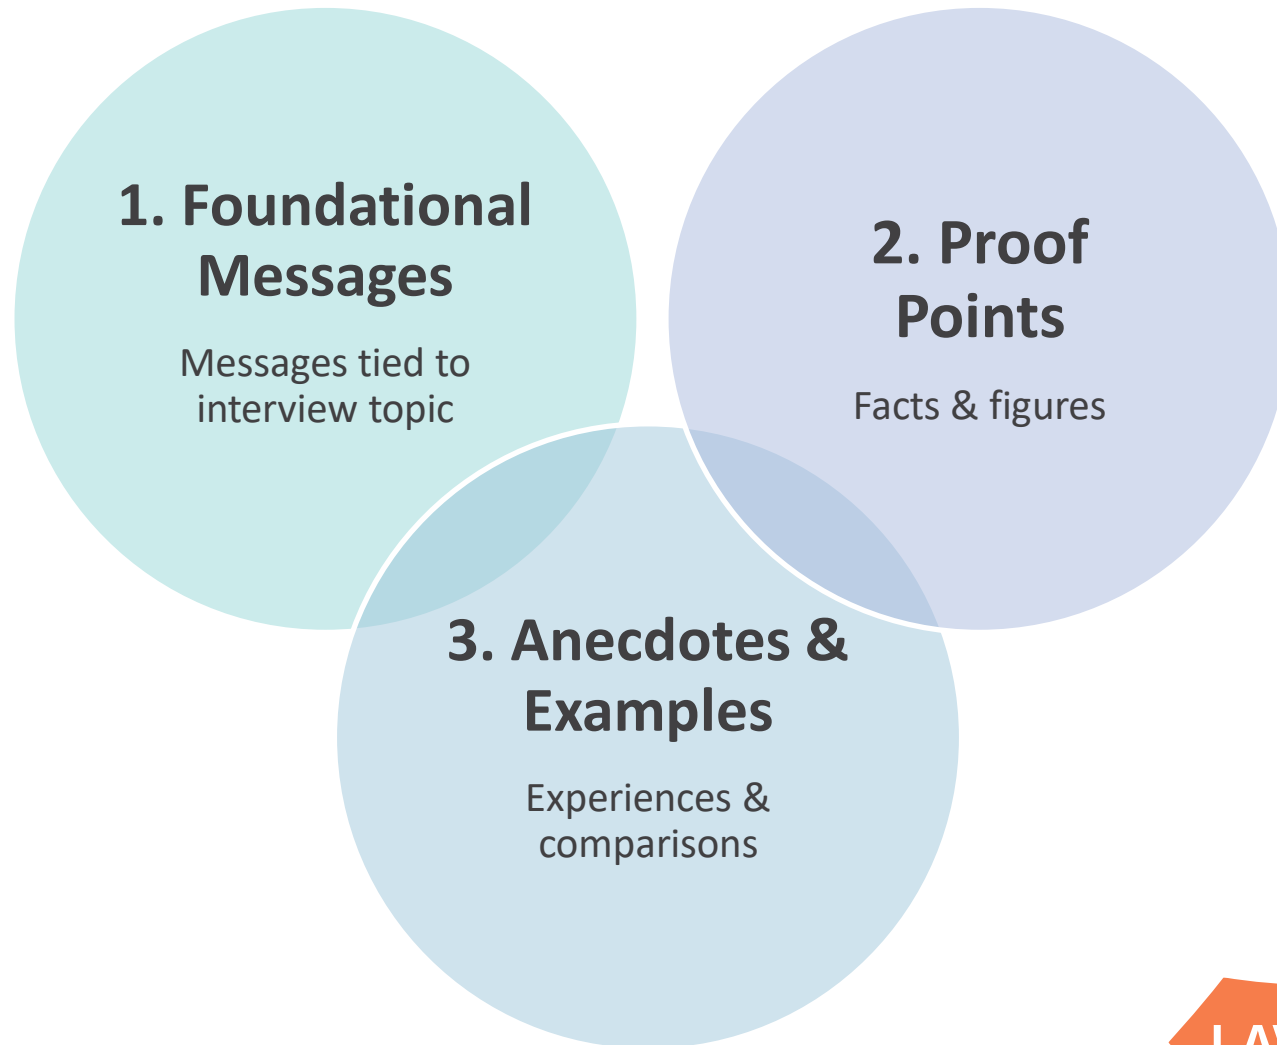 1. Foundational
Messages
Messages tied to
interview topic
2. Proof
Points
Facts & figures
3. Anecdotes &
Examples
Experiences &
comparisons